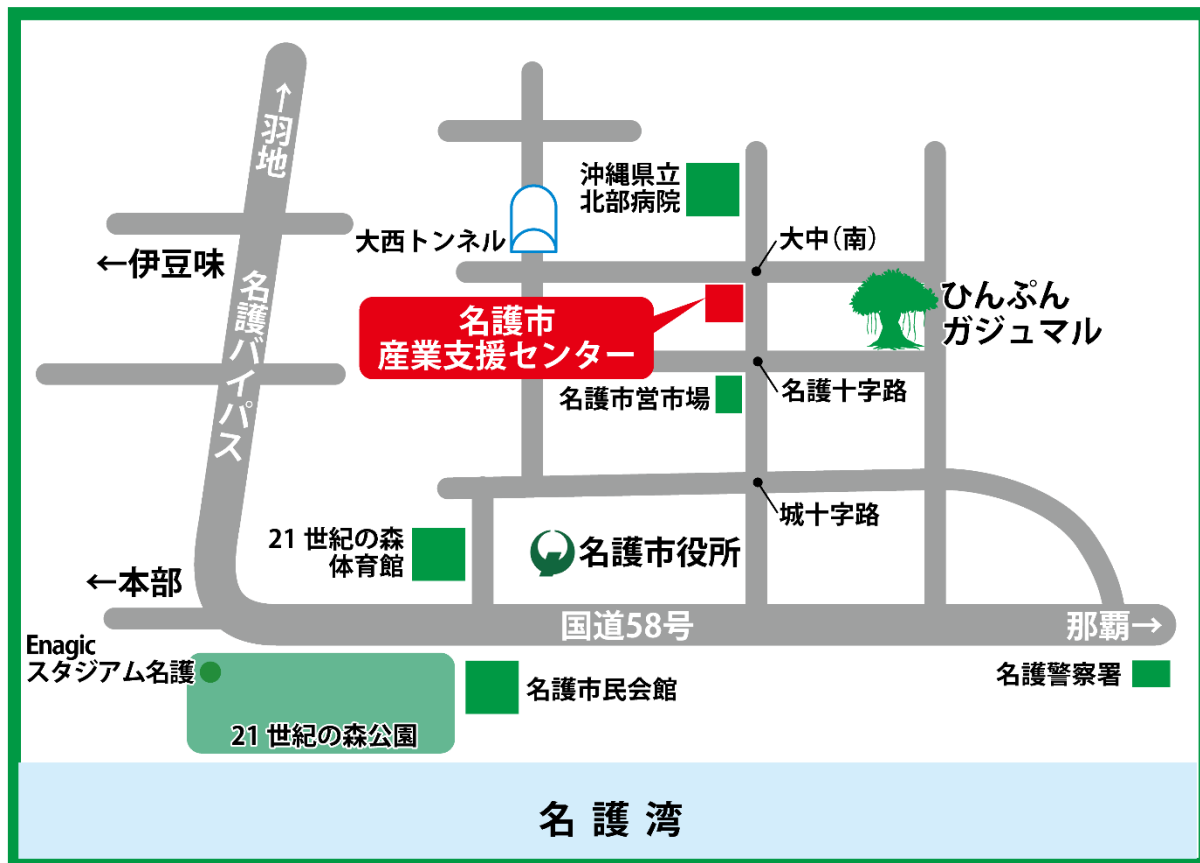 ↑羽地
沖縄県立
北部病院
大西トンネル
大中（南）
←伊豆味
名護バイパス
名護市
産業支援センター
ひんぷん
ガジュマル
名護市営市場
名護十字路
城十字路
21世紀の森
体育館
名護市役所
←本部
国道58号
那覇→
Enagic
スタジアム名護
名護市民会館
名護警察署
21世紀の森公園
名護湾